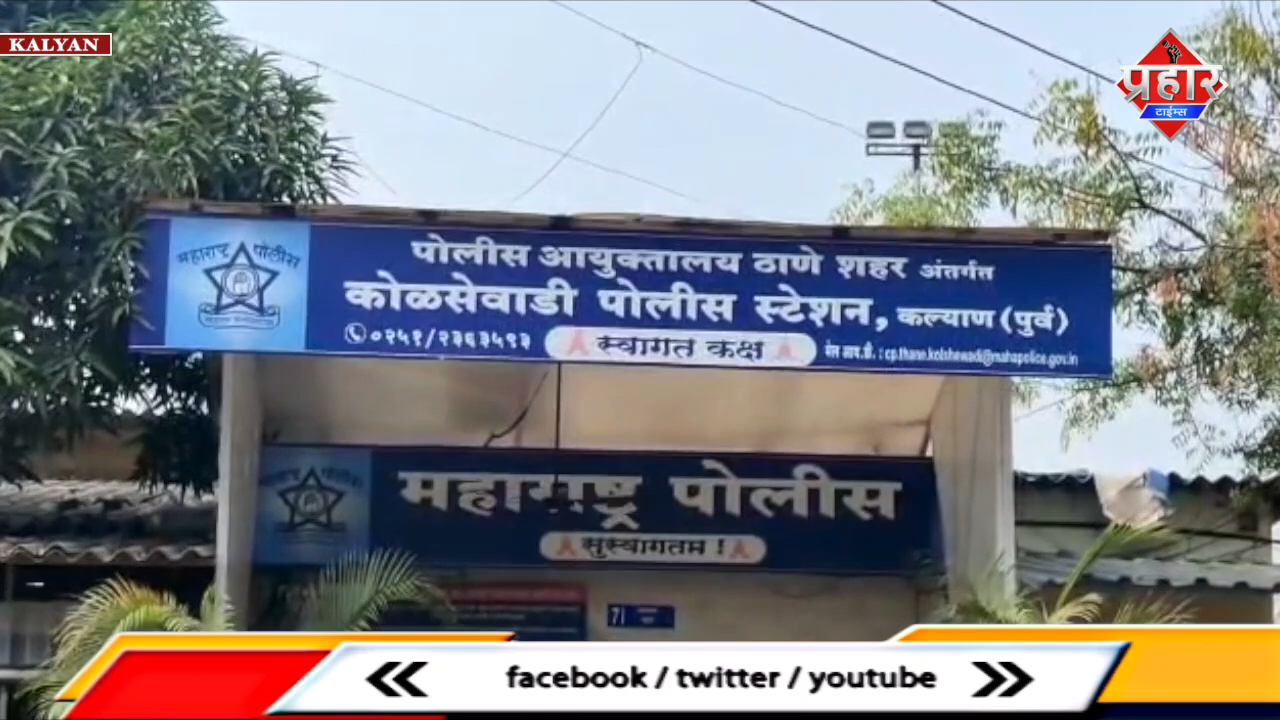 KALYAN
प्रहार
टाईम्स
महाराष्ट्र पोलीस
पोलीस आयुक्तालय ठाणे शहर अंतर्गत
कोळसेवाडी पोलीस स्टेशन, कल्याण (पुर्व)
०२५१/२३६३५९३
स्वागत कक्ष
मेल आय.डी. : cp.thane.kolshewadi@mahapolice.gov.in
महाराष्ट्र पोलीस
महाराष्ट्र पोलीस
सुस्वागतम !
facebook / twitter / youtube